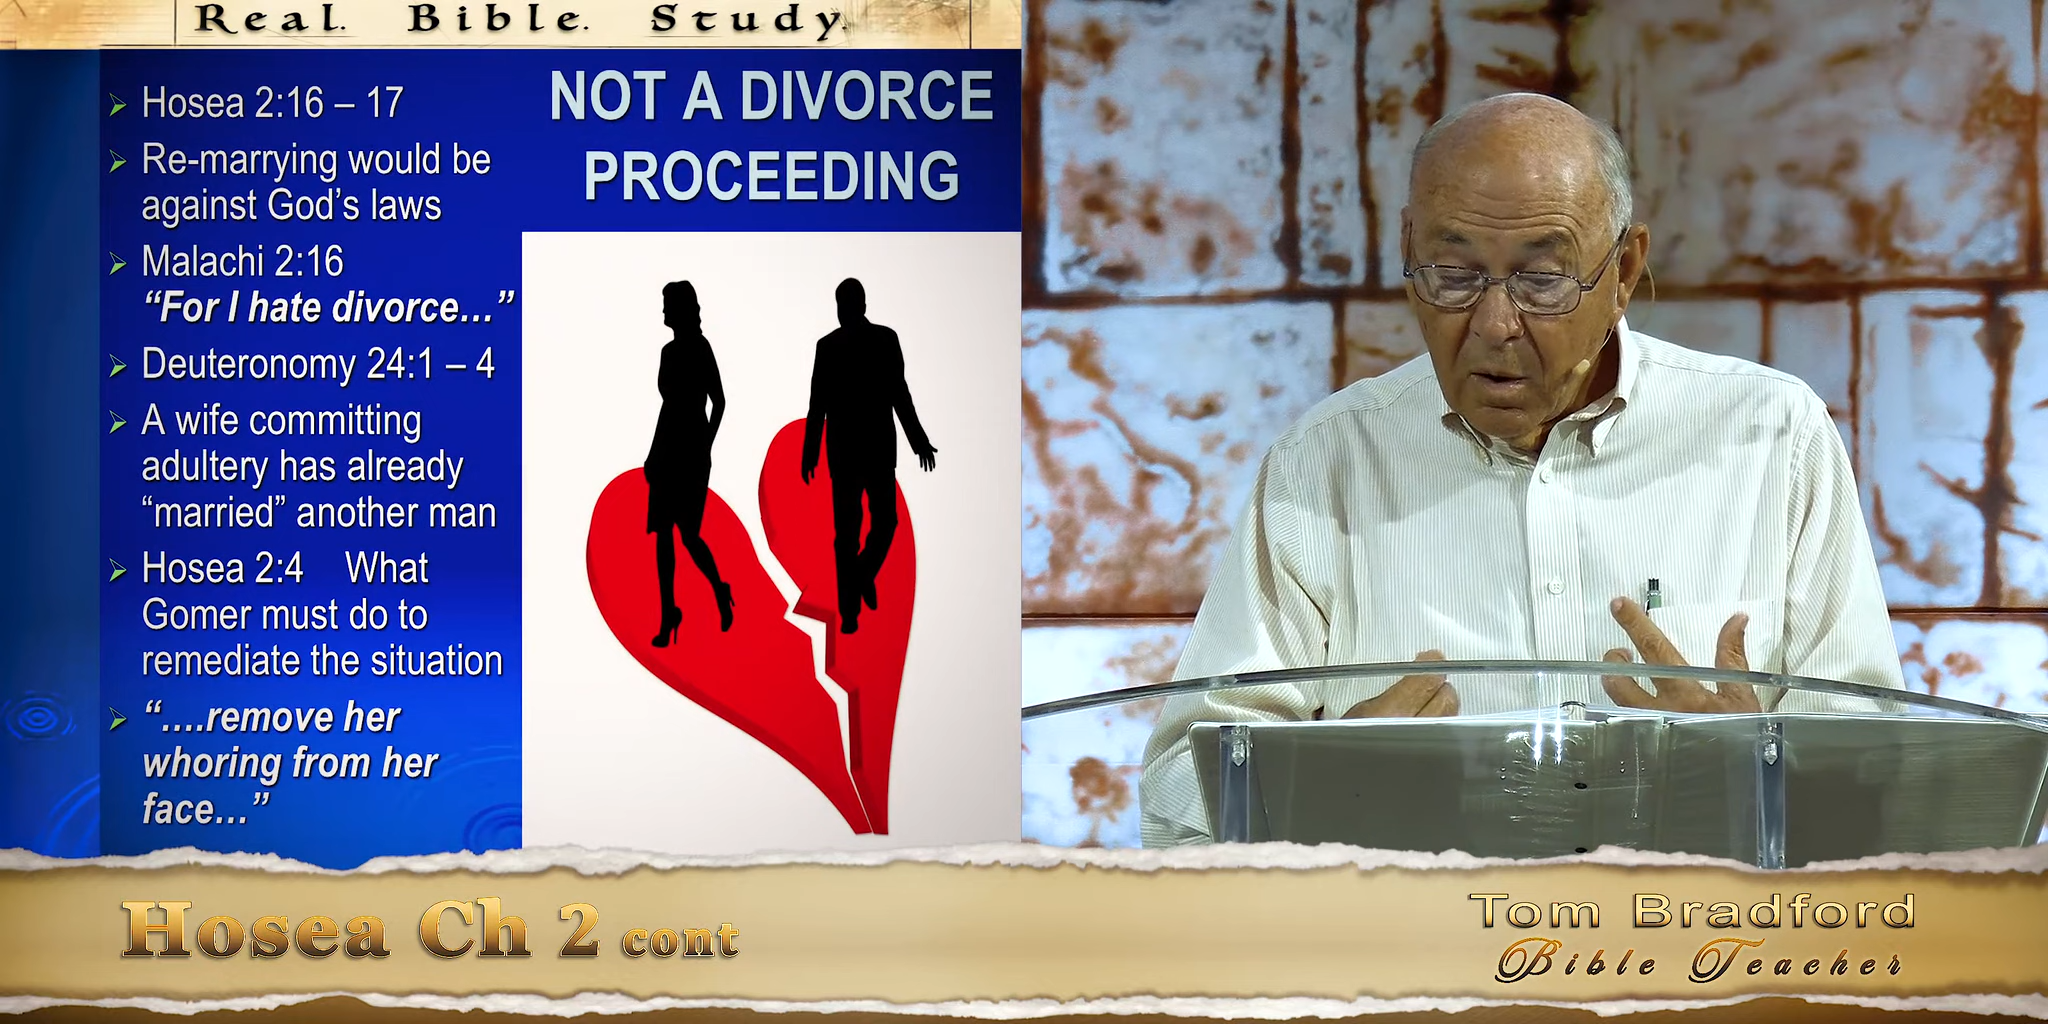 Real. Bible. Study.
NOT A DIVORCE
PROCEEDING
Hosea 2:16 – 17
Re-marrying would be
against God's laws
Malachi 2:16
“For I hate divorce...”
Deuteronomy 24:1 – 4
A wife committing
adultery has already
“married” another man
Hosea 2:4 What
Gomer must do to
remediate the situation
“....remove her
whoring from her
face...”
Hosea Ch 2 cont
Tom Bradford
Bible Teacher